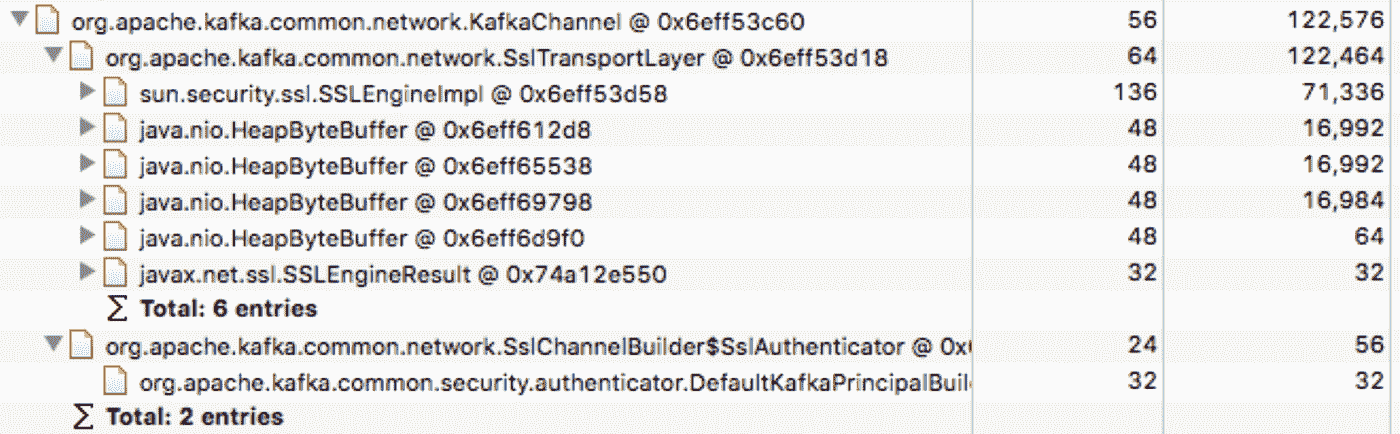 org.apache.kafka.common.network.KafkaChannel @ 0x6eff53c60 56 122,576
org.apache.kafka.common.network.SslTransportLayer @ 0x6eff53d18 64 122,464
sun.security.ssl.SSLEngineImpl @ 0x6eff53d58 136 71,336
java.nio.HeapByteBuffer @ 0x6eff612d8 48 16,992
java.nio.HeapByteBuffer @ 0x6eff65538 48 16,992
java.nio.HeapByteBuffer @ 0x6eff69798 48 16,984
java.nio.HeapByteBuffer @ 0x6eff6d9f0 48 64
javax.net.ssl.SSLEngineResult @ 0x74a12e550 32 32
∑ Total: 6 entries
org.apache.kafka.common.network.SslChannelBuilder$SslAuthenticator @ 0x 24 56
org.apache.kafka.common.security.authenticator.DefaultKafkaPrincipalBuil 32 32
∑ Total: 2 entries